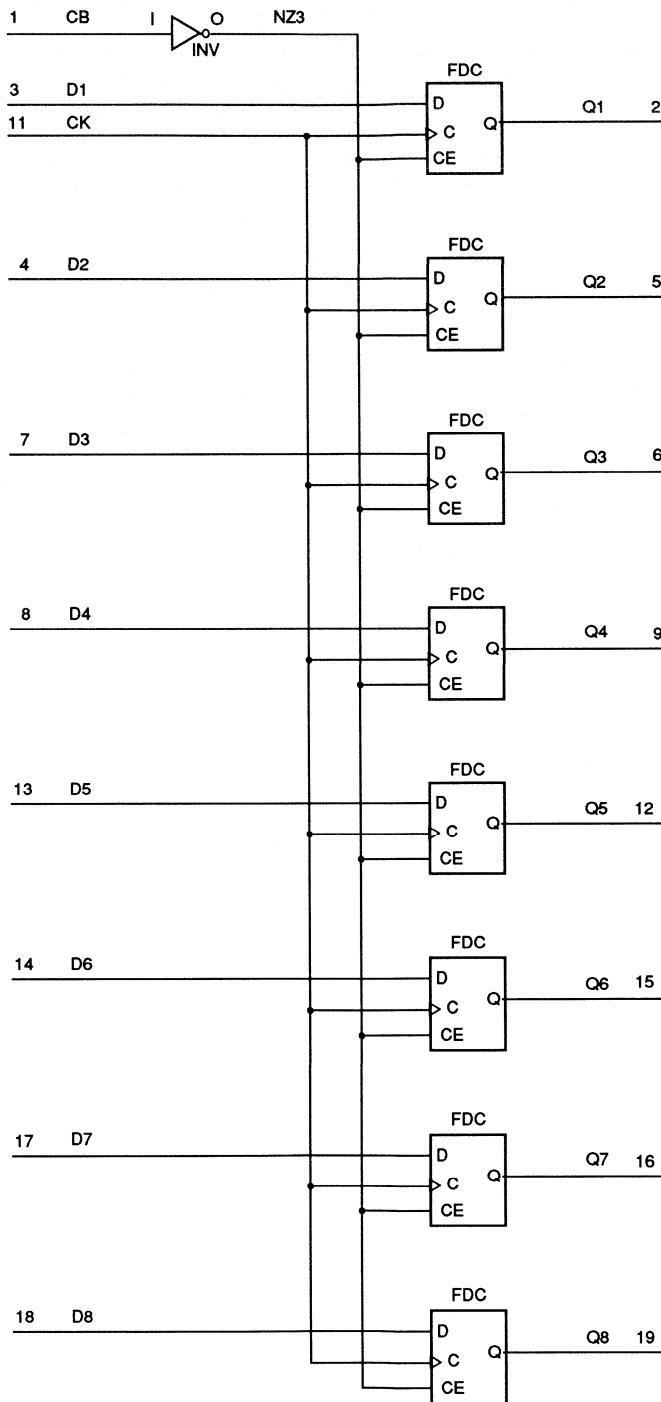 1 CB I O NZ3
INV
FDC
3 D1 D Q Q1 2
11 CK C
CE
FDC
4 D2 D Q Q2 5
C
CE
FDC
7 D3 D Q Q3 6
C
CE
FDC
8 D4 D Q Q4 9
C
CE
FDC
13 D5 D Q Q5 12
C
CE
FDC
14 D6 D Q Q6 15
C
CE
FDC
17 D7 D Q Q7 16
C
CE
FDC
18 D8 D Q Q8 19
C
CE